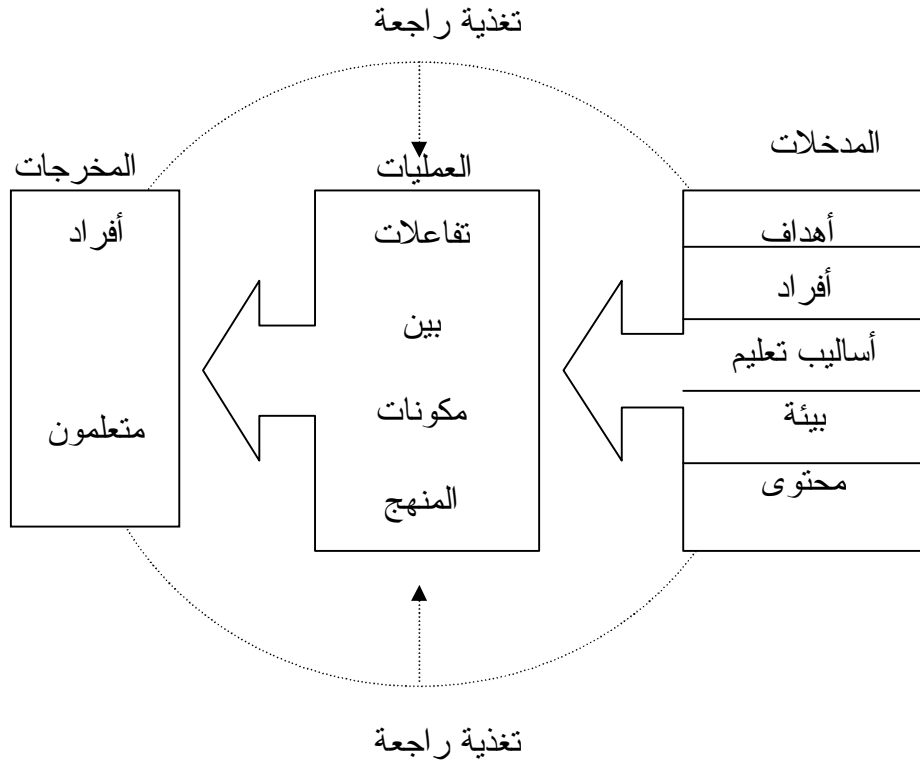 تغذية راجعة
المدخلات
أهداف
أفراد
أساليب تعليم
بيئة
محتوى
العمليات
تفاعلات
بين
مكونات
المنهج
المخرجات
أفراد
متعلمون
تغذية راجعة